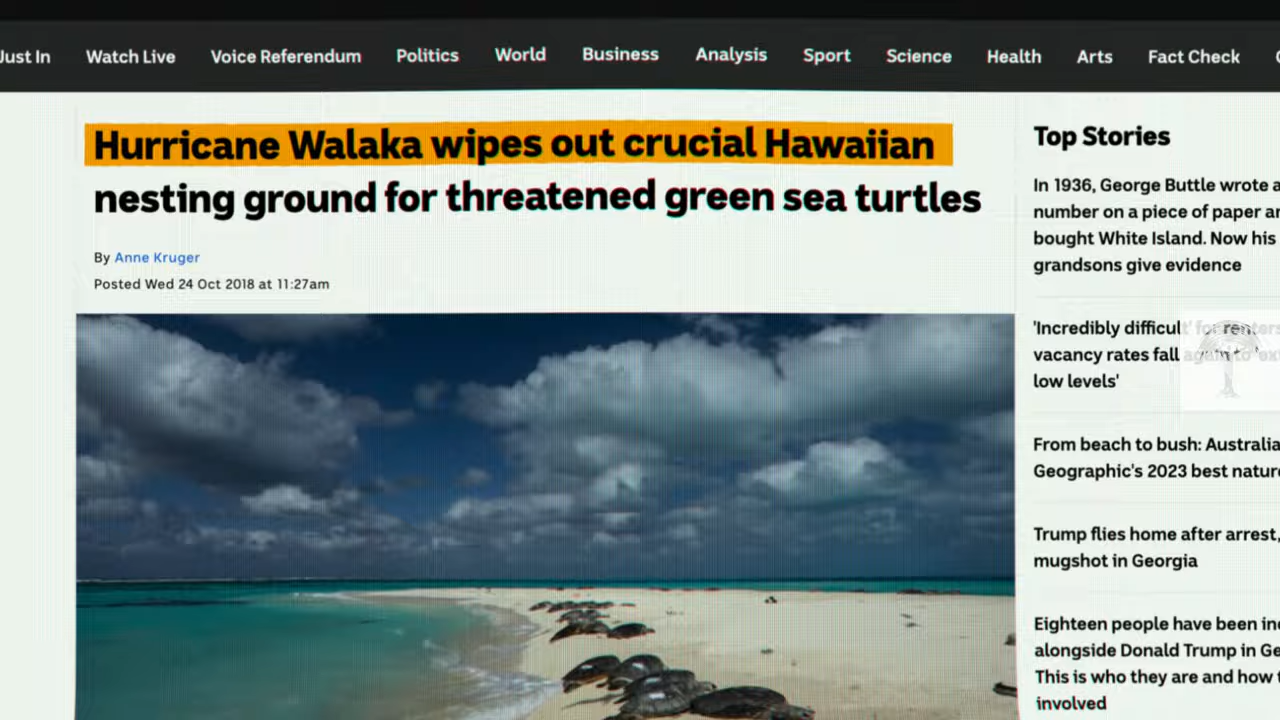 Just In Watch Live Voice Referendum Politics World Business Analysis Sport Science Health Arts Fact Check
Hurricane Walaka wipes out crucial Hawaiian
nesting ground for threatened green sea turtles
By Anne Kruger
Posted Wed 24 Oct 2018 at 11:27am
Top Stories
In 1936, George Buttle wrote a
number on a piece of paper
bought White Island. Now his
grandsons give evidence
'Incredibly difficult' for renters
vacancy rates fall again to
low levels'
From beach to bush:
Geographic's 2023 best
Trump flies home after arrest,
mugshot in Georgia
Eighteen people have been
alongside Donald Trump in
This is who they are and how
involved